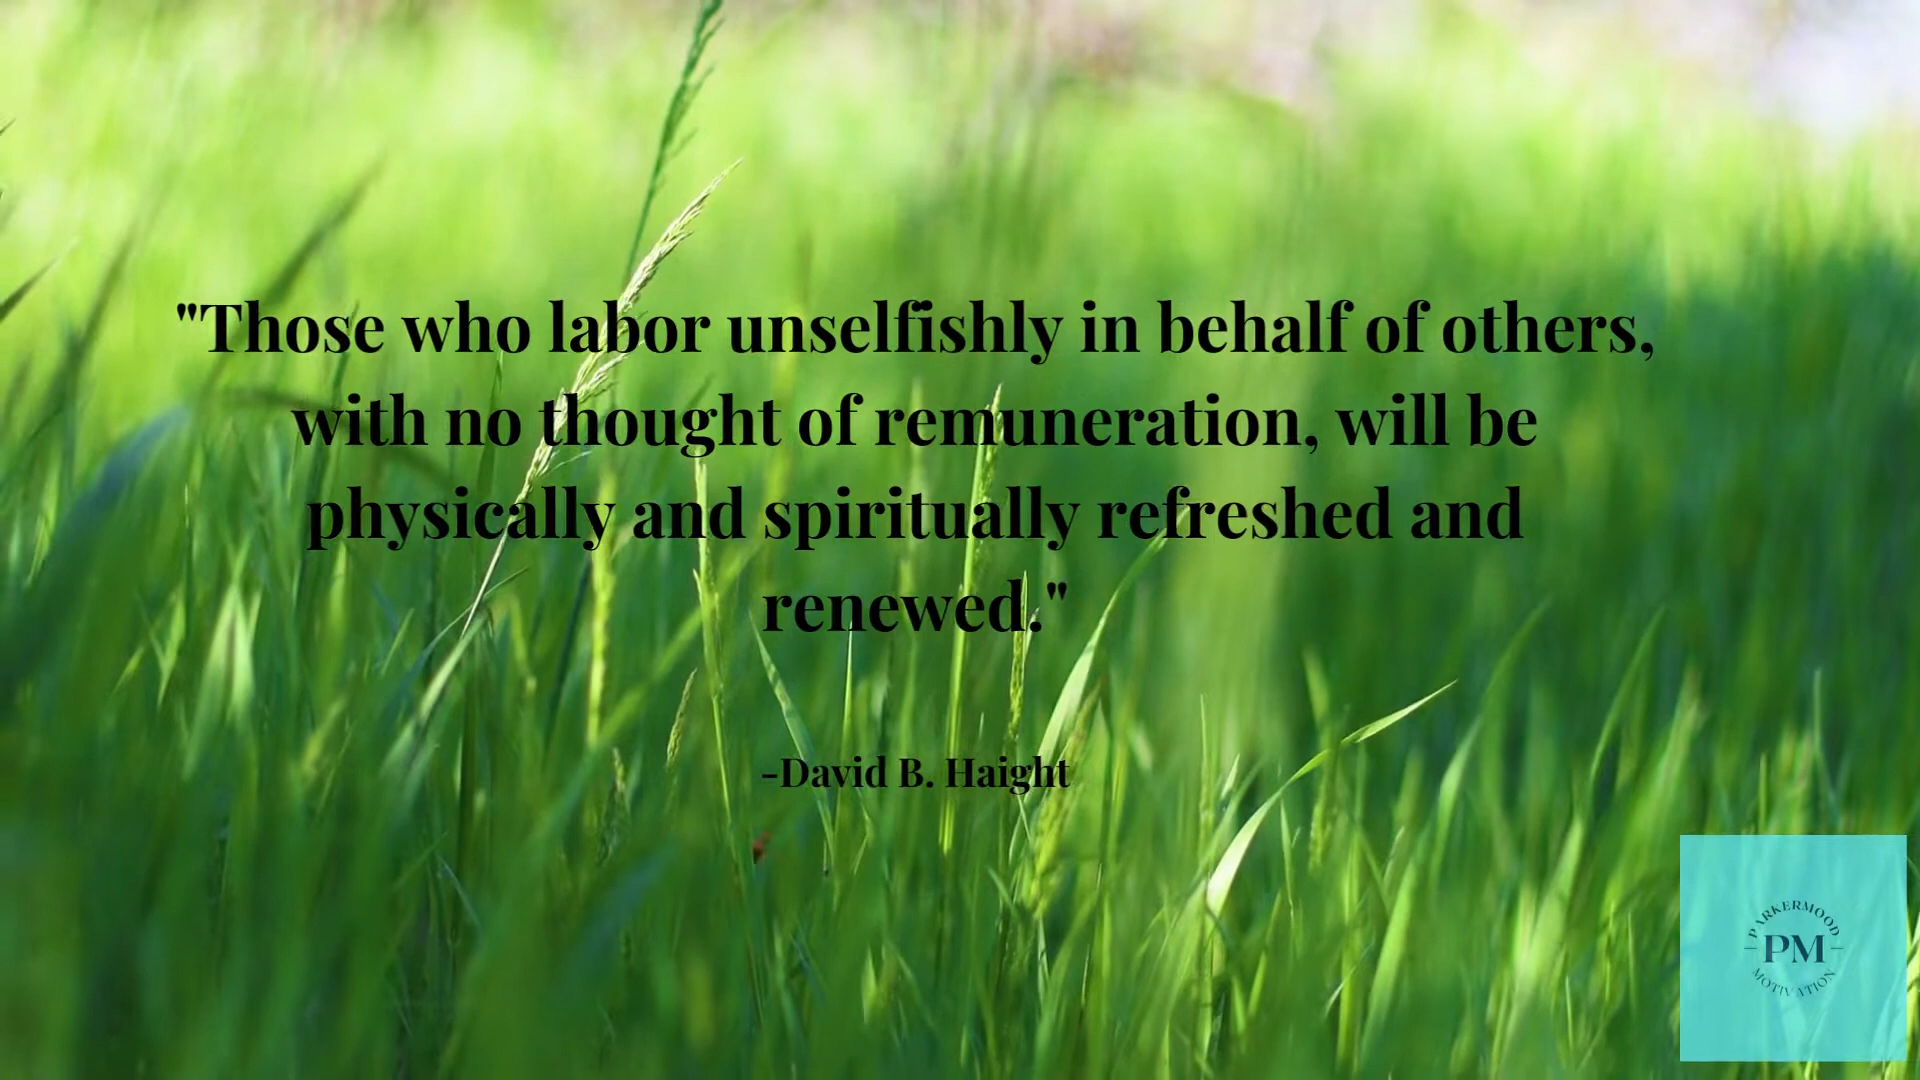 "Those who labor unselfishly in behalf of others,
with no thought of remuneration, will be
physically and spiritually refreshed and
renewed."
-David B. Haight
PARKERMOOD
PM
MOTIVATION